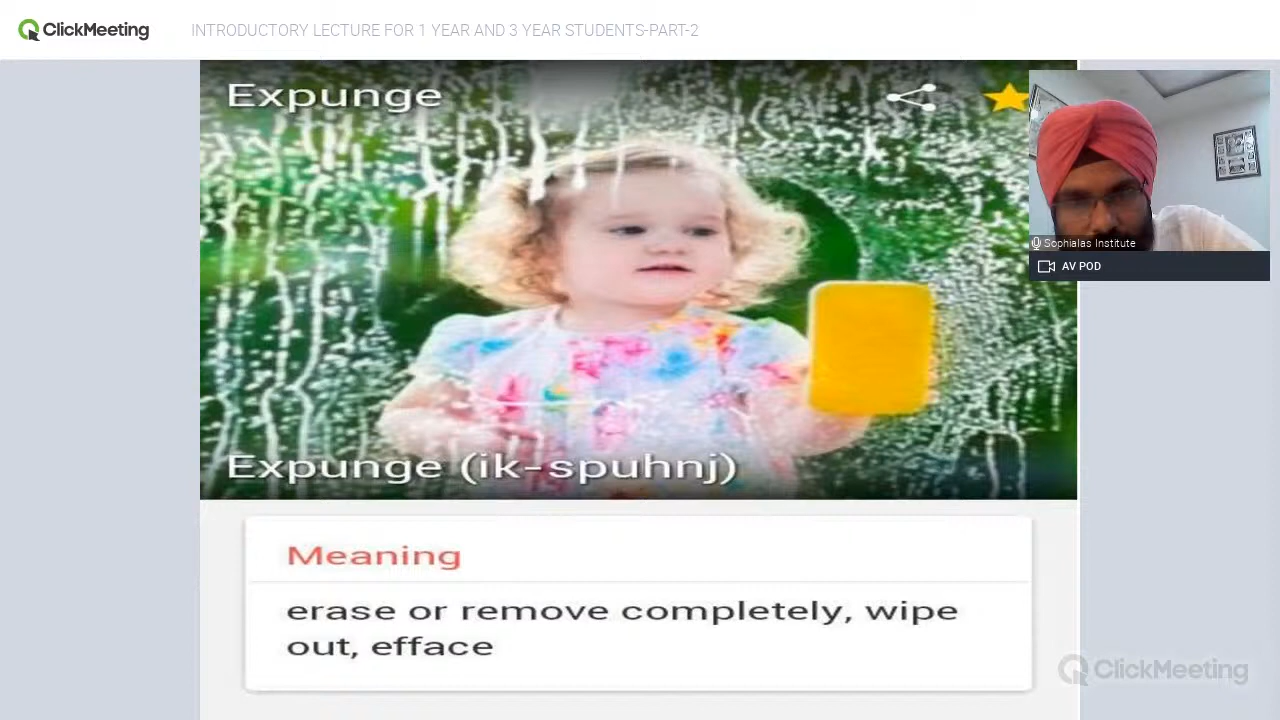 ClickMeeting
INTRODUCTORY LECTURE FOR 1 YEAR AND 3 YEAR STUDENTS-PART-2
Expunge
Sophialas Institute
AV POD
Expunge (ik-spuhnj)
Meaning
erase or remove completely, wipe
out, efface
ClickMeeting